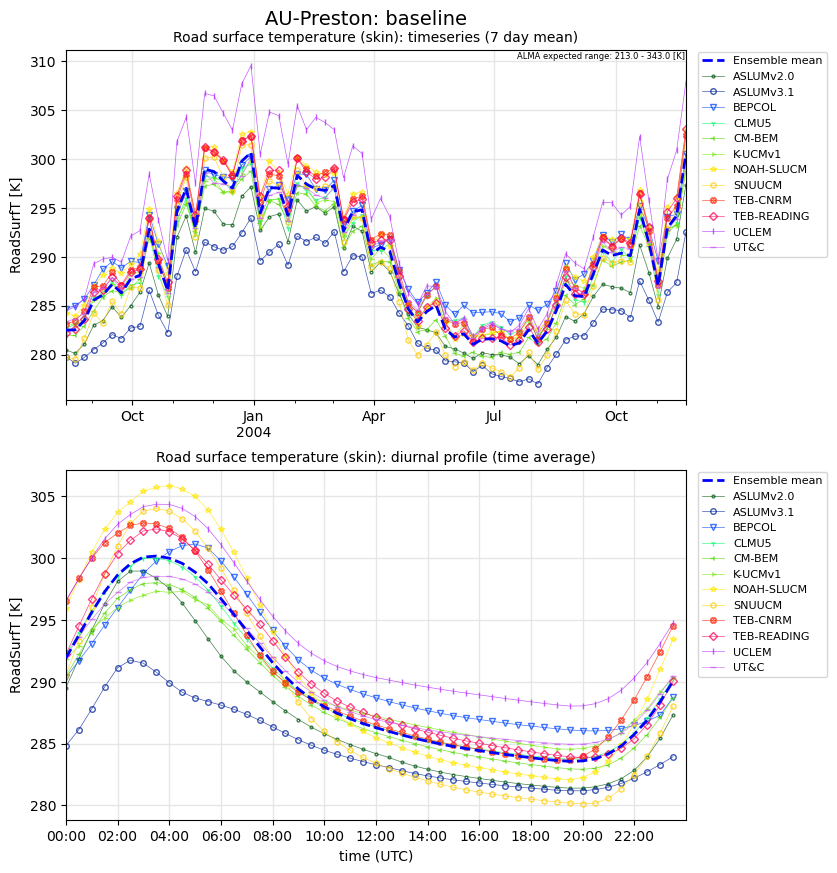 AU-Preston: baseline
Road surface temperature (skin): timeseries (7 day mean)
ALMA expected range: 213.0 - 343.0 [K]
RoadSurfT [K]
310
305
300
295
290
285
280
Oct
Jan
2004
Apr
Jul
Oct
Ensemble mean
ASLUMv2.0
ASLUMv3.1
BEPCOL
CLMU5
CM-BEM
K-UCMv1
NOAH-SLUCM
SNUUCM
TEB-CNRM
TEB-READING
UCLEM
UT&C
Road surface temperature (skin): diurnal profile (time average)
RoadSurfT [K]
305
300
295
290
285
280
00:00
02:00
04:00
06:00
08:00
10:00
12:00
14:00
16:00
18:00
20:00
22:00
time (UTC)
Ensemble mean
ASLUMv2.0
ASLUMv3.1
BEPCOL
CLMU5
CM-BEM
K-UCMv1
NOAH-SLUCM
SNUUCM
TEB-CNRM
TEB-READING
UCLEM
UT&C